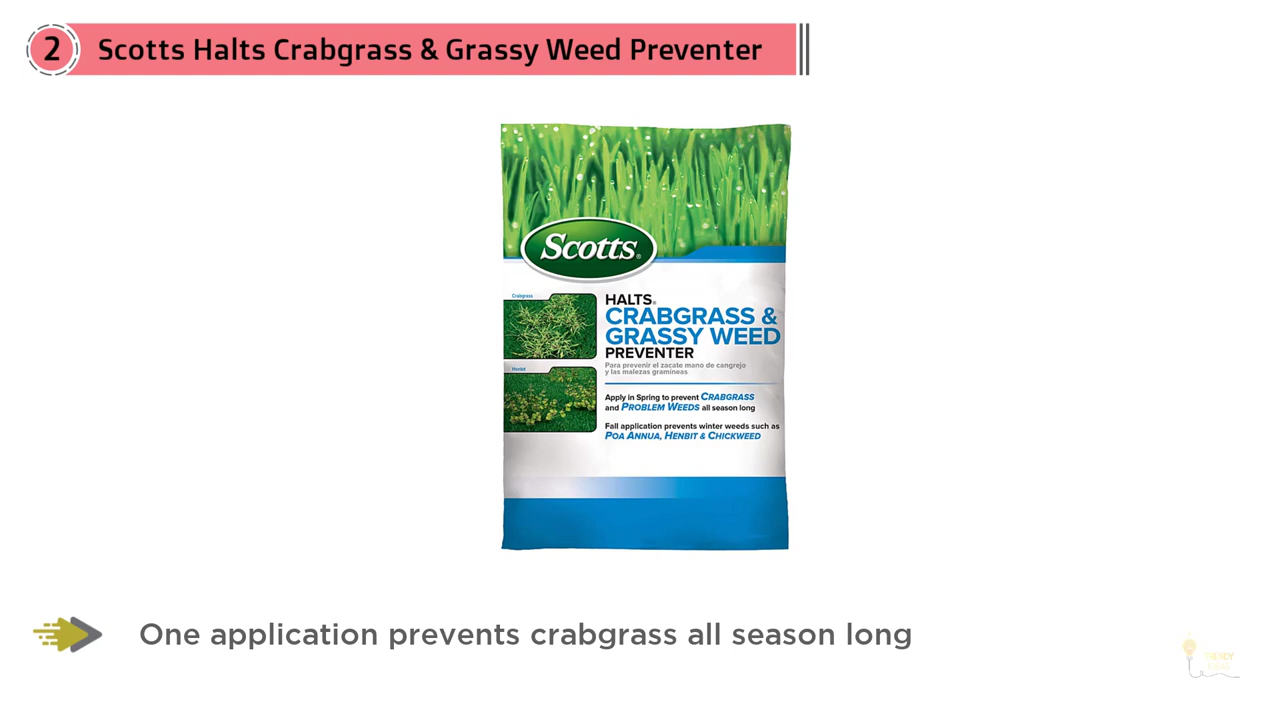 2
Scotts Halts Crabgrass & Grassy Weed Preventer
Scotts
Crabgrass
HALTS®
CRABGRASS &
GRASSY WEED
PREVENTER
Para prevenir el zacate mano de cangrejo
y las malezas gramíneas
Henbit
Apply in Spring to prevent CRABGRASS
and PROBLEM WEEDS all season long
Fall application prevents winter weeds such as
POA ANNUA, HENBIT & CHICKWEED
One application prevents crabgrass all season long
TRENDY
IDEAS